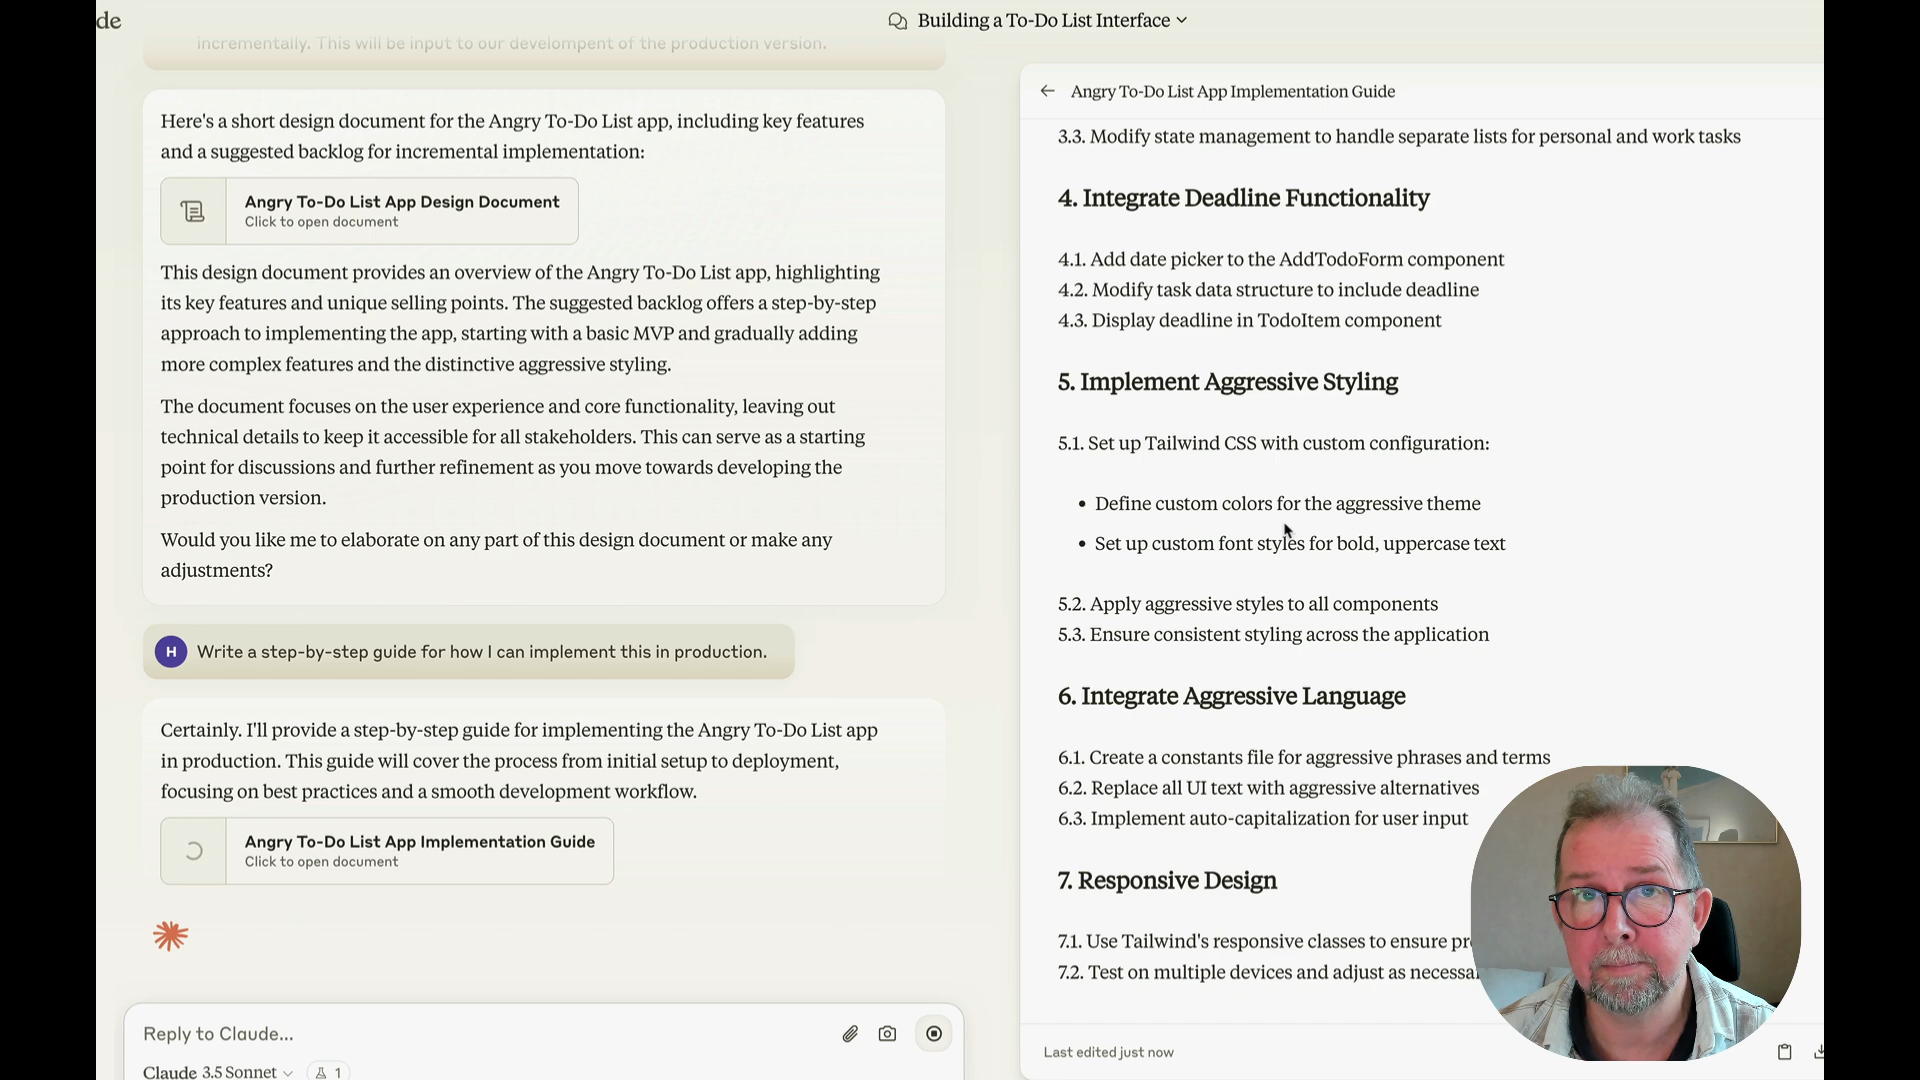 de
Building a To-Do List Interface
incrementally. This will be input to our develompent of the production version.
Here's a short design document for the Angry To-Do List app, including key features
and a suggested backlog for incremental implementation:
Angry To-Do List App Design Document
Click to open document
This design document provides an overview of the Angry To-Do List app, highlighting
its key features and unique selling points. The suggested backlog offers a step-by-step
approach to implementing the app, starting with a basic MVP and gradually adding
more complex features and the distinctive aggressive styling.
The document focuses on the user experience and core functionality, leaving out
technical details to keep it accessible for all stakeholders. This can serve as a starting
point for discussions and further refinement as you move towards developing the
production version.
Would you like me to elaborate on any part of this design document or make any
adjustments?
H
Write a step-by-step guide for how I can implement this in production.
Certainly. I'll provide a step-by-step guide for implementing the Angry To-Do List app
in production. This guide will cover the process from initial setup to deployment,
focusing on best practices and a smooth development workflow.
Angry To-Do List App Implementation Guide
Click to open document
Reply to Claude...
Claude 3.5 Sonnet
1
Angry To-Do List App Implementation Guide
3.3. Modify state management to handle separate lists for personal and work tasks
4. Integrate Deadline Functionality
4.1. Add date picker to the AddTodoForm component
4.2. Modify task data structure to include deadline
4.3. Display deadline in TodoItem component
5. Implement Aggressive Styling
5.1. Set up Tailwind CSS with custom configuration:
• Define custom colors for the aggressive theme
• Set up custom font styles for bold, uppercase text
5.2. Apply aggressive styles to all components
5.3. Ensure consistent styling across the application
6. Integrate Aggressive Language
6.1. Create a constants file for aggressive phrases and terms
6.2. Replace all UI text with aggressive alternatives
6.3. Implement auto-capitalization for user input
7. Responsive Design
7.1. Use Tailwind's responsive classes to ensure
7.2. Test on multiple devices and adjust as
Last edited just now